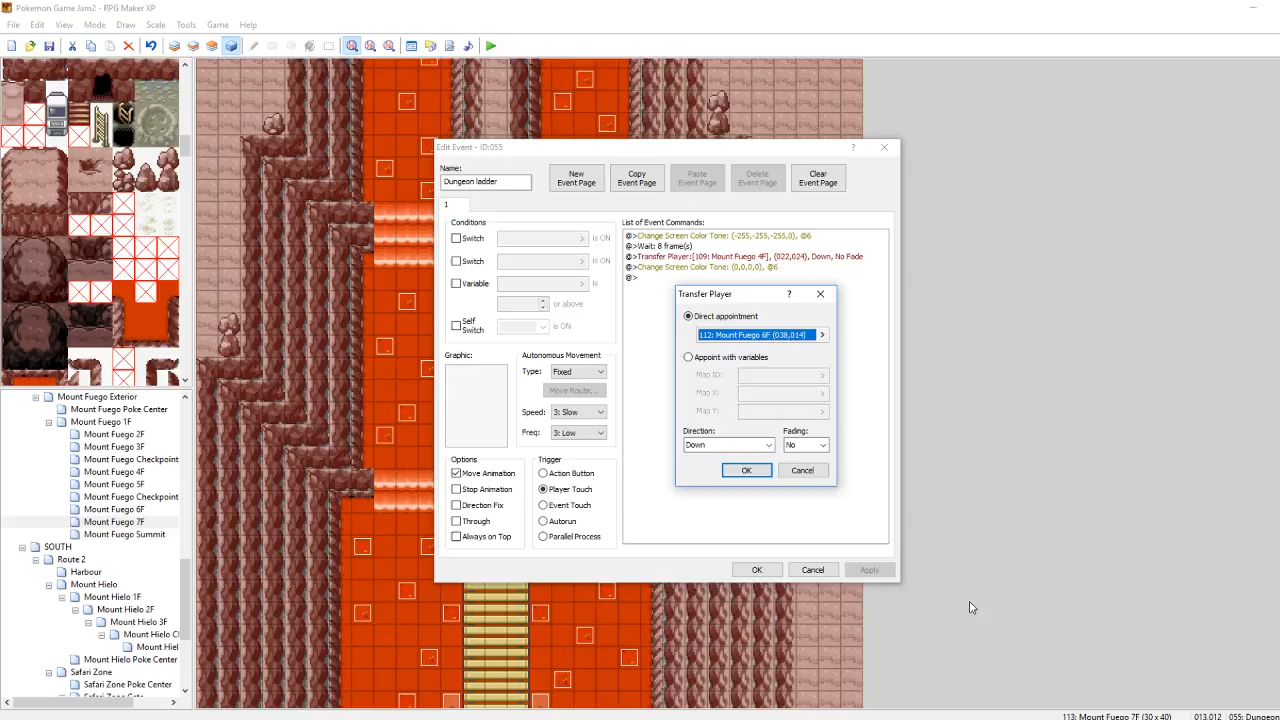 Pokemon Game Jam2 - RPG Maker XP
File Edit View Mode Draw Scale Tools Game Help
Edit Event - ID:055
Name:
Dungeon ladder
New Event Page
Copy Event Page
Paste Event Page
Delete Event Page
Clear Event Page
1
Conditions
Switch is ON
Switch is ON
Variable is
or above
Self Switch is ON
Graphic:
Autonomous Movement
Type: Fixed
Move Route...
Speed: 3: Slow
Freq: 3: Low
Options
Move Animation
Stop Animation
Direction Fix
Through
Always on Top
Trigger
Action Button
Player Touch
Event Touch
Autorun
Parallel Process
List of Event Commands:
@>Change Screen Color Tone: (-255,-255,-255,0), @6
@>Wait: 8 frame(s)
@>Transfer Player:[109: Mount Fuego 4F], (022,024), Down, No Fade
@>Change Screen Color Tone: (0,0,0,0), @6
@>
Transfer Player
Direct appointment
112: Mount Fuego 6F (038,014)
Appoint with variables
Map ID:
Map X:
Map Y:
Direction: Fading:
Down No
OK Cancel
OK Cancel Apply
Mount Fuego Exterior
Mount Fuego Poke Center
Mount Fuego 1F
Mount Fuego 2F
Mount Fuego 3F
Mount Fuego Checkpoint
Mount Fuego 4F
Mount Fuego 5F
Mount Fuego Checkpoint
Mount Fuego 6F
Mount Fuego 7F
Mount Fuego Summit
SOUTH
Route 2
Harbour
Mount Hielo
Mount Hielo 1F
Mount Hielo 2F
Mount Hielo 3F
Mount Hielo Cl
Mount Hiel
Mount Hielo Poke Center
Safari Zone
Safari Zone Poke Center
113: Mount Fuego 7F (30 x 40) 013,012 055: Dungeon